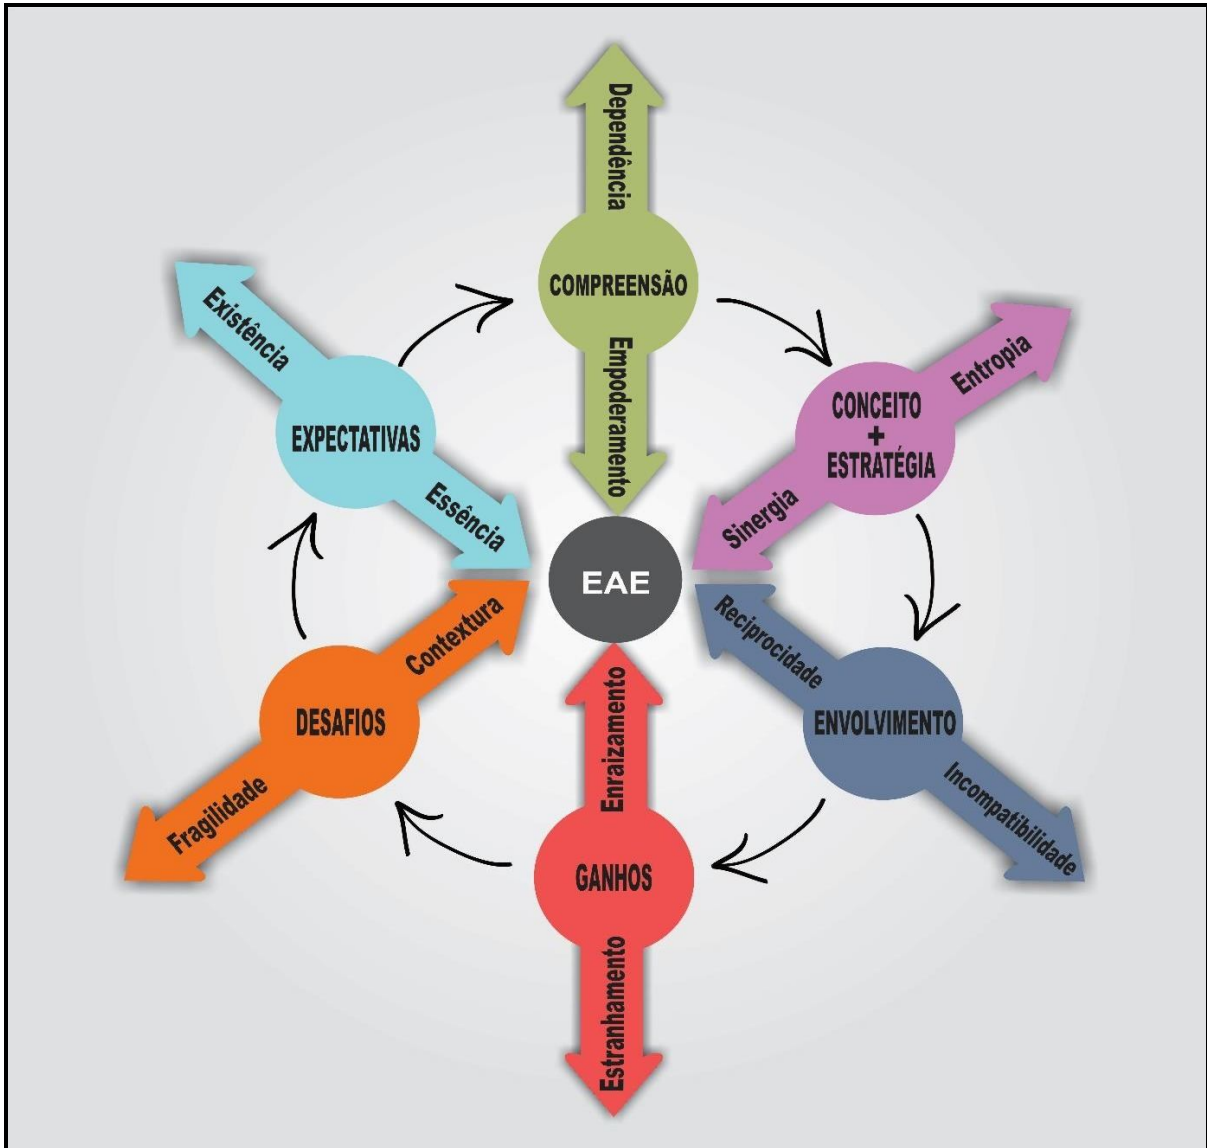 Dependência
COMPREENSÃO
Empoderamento
Entropia
CONCEITO
+
ESTRATÉGIA
Sinergia
Reciprocidade
ENVOLVIMENTO
Incompatibilidade
Enraizamento
GANHOS
Estranhamento
Contextura
DESAFIOS
Fragilidade
Existência
EXPECTATIVAS
Essência
EAE